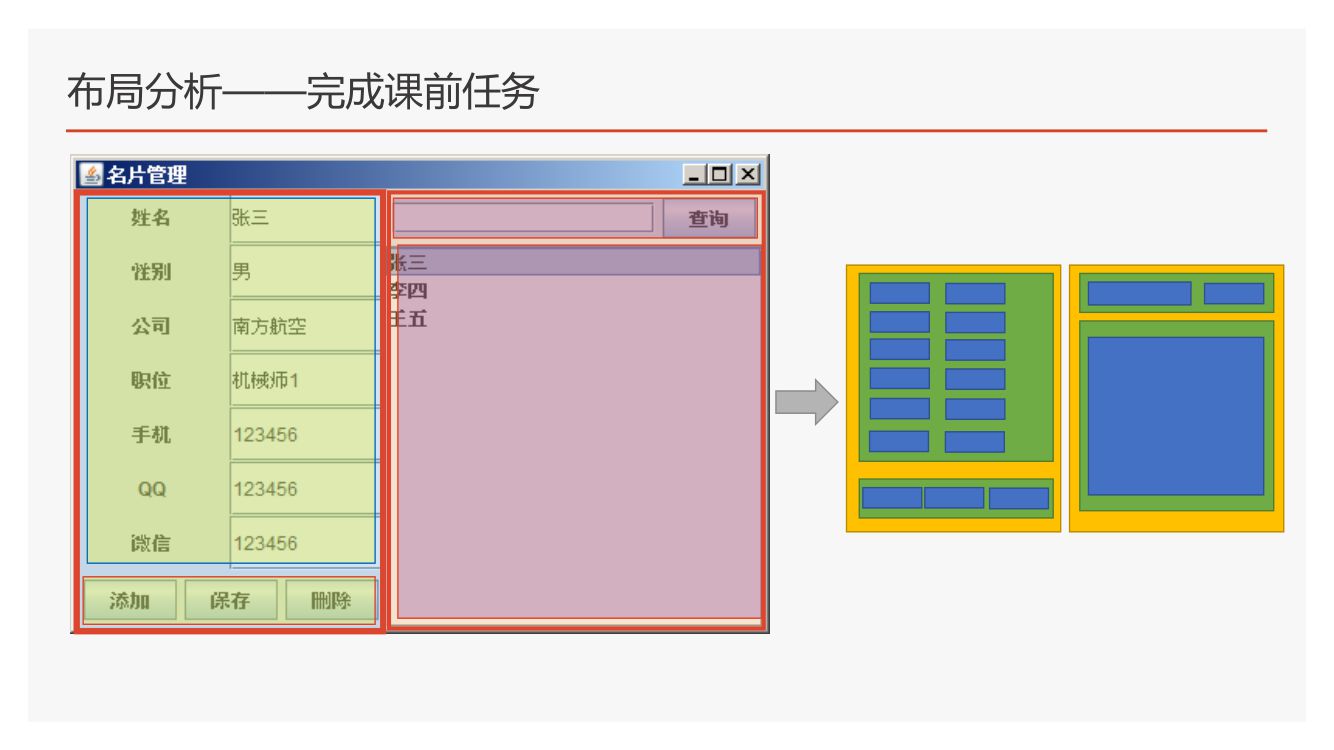 布局分析——完成课前任务
名片管理
姓名 张三
性别 男
公司 南方航空
职位 机械师1
手机 123456
QQ 123456
微信 123456
添加 保存 删除
查询
张三
李四
王五